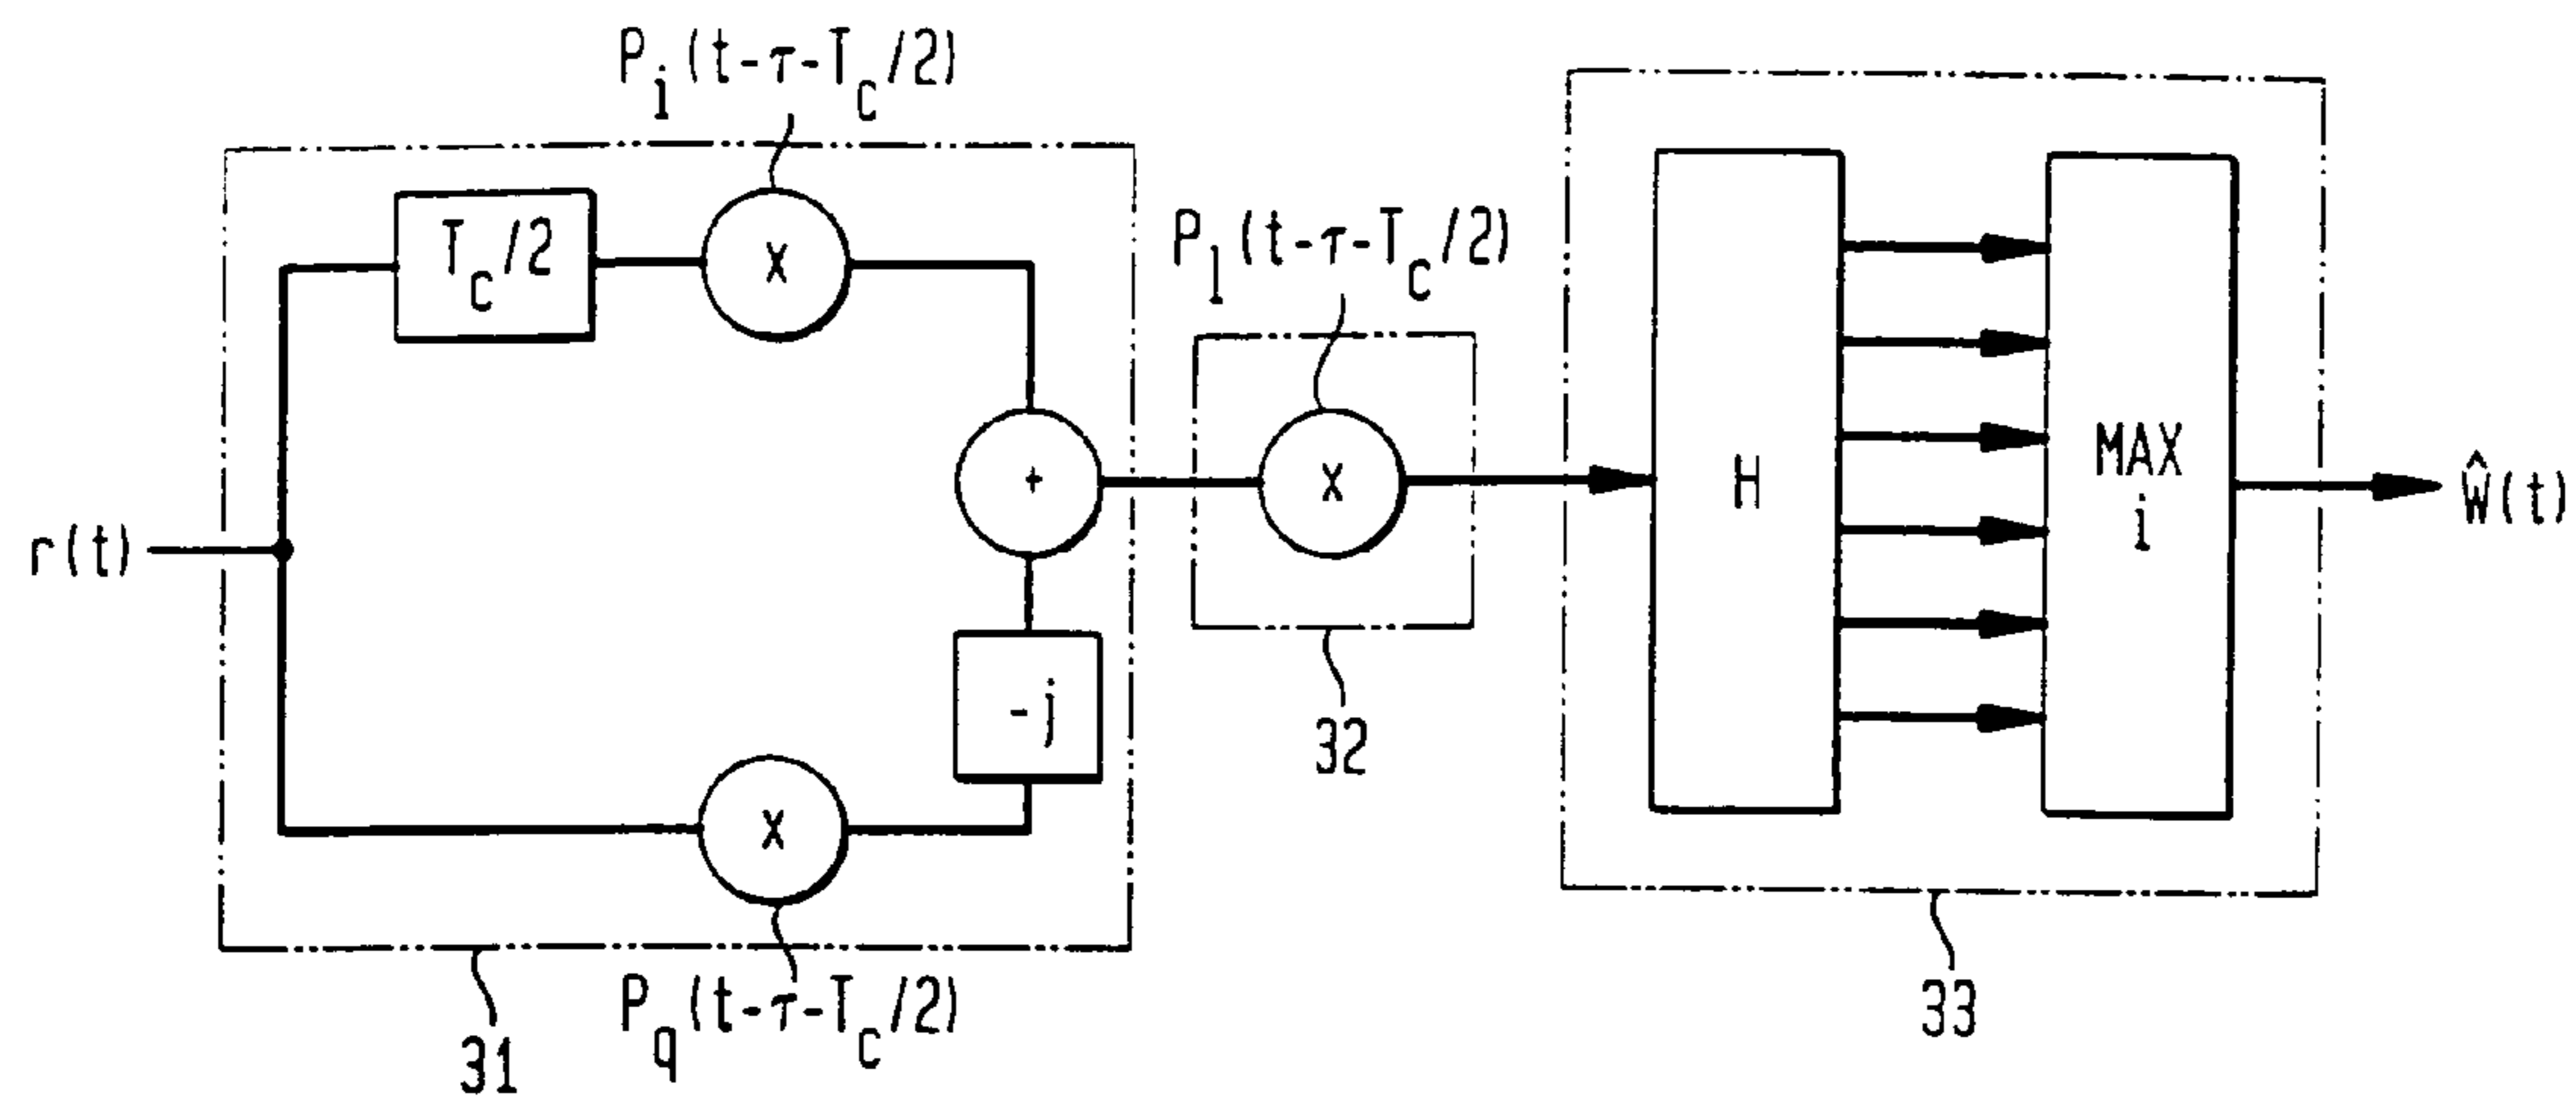 P_i(t-τ-T_c/2)
T_c/2
X
P_l(t-τ-T_c/2)
+
X
H
MAX
i
r(t)
ŵ(t)
-j
X
32
33
P_q(t-τ-T_c/2)
31